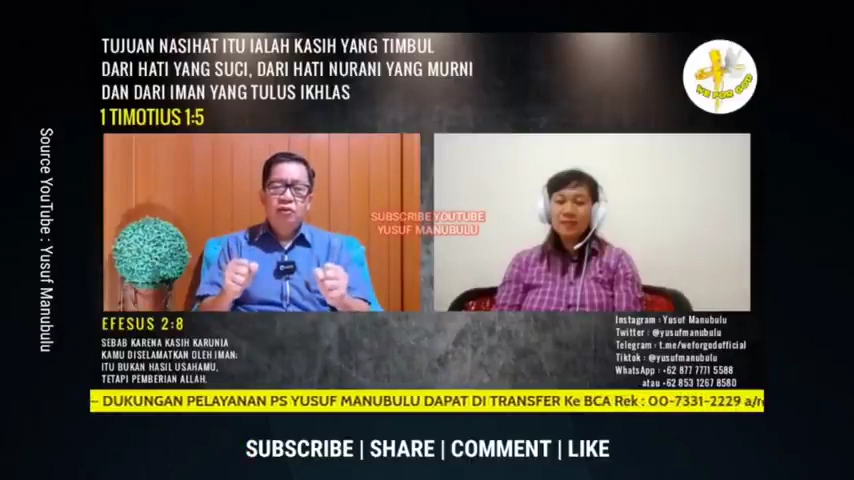 TUJUAN NASIHAT ITU IALAH KASIH YANG TIMBUL
DARI HATI YANG SUCI, DARI HATI NURANI YANG MURNI
DAN DARI IMAN YANG TULUS IKHLAS
1 TIMOTIUS 1:5
WE FOR GOD
Source YouTube : Yusuf Manubulu
SUBSCRIBE YOUTUBE
YUSUF MANUBULU
EFESUS 2:8
SEBAB KARENA KASIH KARUNIA
KAMU DISELAMATKAN OLEH IMAN;
ITU BUKAN HASIL USAHAMU,
TETAPI PEMBERIAN ALLAH.
Instagram : Yusuf Manubulu
Twitter : @yusufmanubulu
Telegram : t.me/weforgodofficial
Tiktok : @yusufmanubulu
WhatsApp : +62 877 7771 5588
atau +62 853 1267 8580
– DUKUNGAN PELAYANAN PS YUSUF MANUBULU DAPAT DI TRANSFER Ke BCA Rek : 00-7331-2229 a/
SUBSCRIBE | SHARE | COMMENT | LIKE